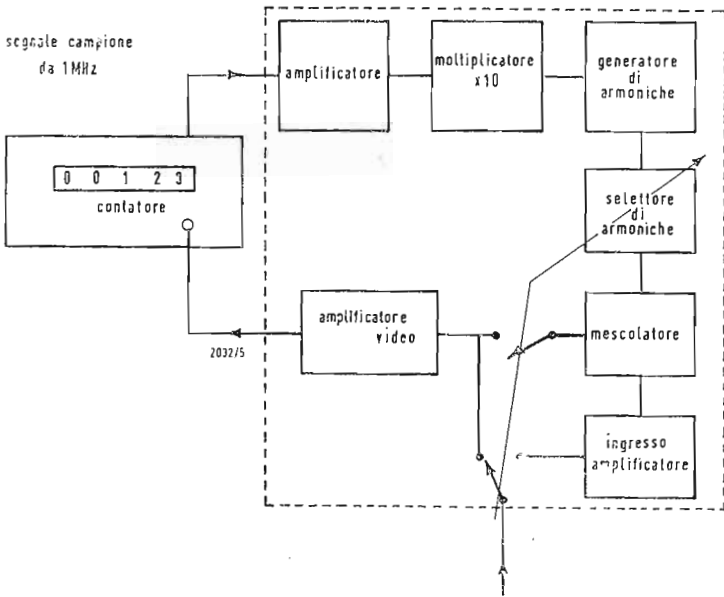 segnale campione
da 1MHz
amplificatore
moltiplicatore
x10
generatore
di
armoniche
0 0 1 2 3
contatore
selettore
di
armoniche
amplificatore
video
mescolatore
2032/5
ingresso
amplificatore